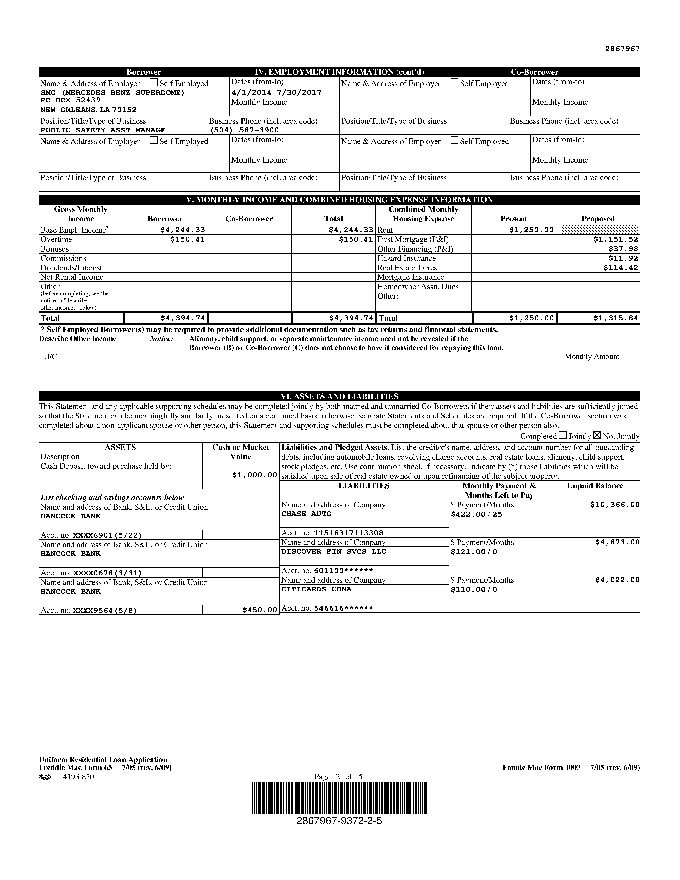 2867967
Borrower IV. EMPLOYMENT INFORMATION (cont'd) Co-Borrower
Name & Address of Employer Self Employed Dates (from-to) Name & Address of Employer Self Employed Dates (from-to)
SMG (MERCEDES BENZ SUPERDOME) 4/1/2014 7/30/2017
PO BOX 52439 Monthly Income Monthly Income
NEW ORLEANS, LA 70152
Position/Title/Type of Business Business Phone (incl. area code) Position/Title/Type of Business Business Phone (incl. area code)
PUBLIC SAFETY ASST MANAGE (504) 587-3900
Name & Address of Employer Self Employed Dates (from-to) Name & Address of Employer Self Employed Dates (from-to)
Monthly Income Monthly Income
Position/Title/Type of Business Business Phone (incl. area code) Position/Title/Type of Business Business Phone (incl. area code)
V. MONTHLY INCOME AND COMBINED HOUSING EXPENSE INFORMATION
Gross Monthly Income Borrower Co-Borrower Total Combined Monthly Housing Expense Present Proposed
Base Empl. Income* $4,244.33 $4,244.33 Rent $1,250.00
Overtime $150.41 $150.41 First Mortgage (P&I) $1,151.52
Bonuses Other Financing (P&I) $37.98
Commissions Hazard Insurance $11.92
Dividends/Interest Real Estate Taxes $114.42
Net Rental Income Mortgage Insurance
Other Homeowner Assn. Dues
Other:
Total $4,394.74 $4,394.74 Total $1,250.00 $1,315.84
* Self Employed Borrower(s) may be required to provide additional documentation such as tax returns and financial statements.
Describe Other Income Notice: Alimony, child support, or separate maintenance income need not be revealed if the
Borrower (B) or Co-Borrower (C) does not choose to have it considered for repaying this loan.
B/C Monthly Amount
VI. ASSETS AND LIABILITIES
This Statement and any applicable supporting schedules may be completed jointly by both married and unmarried Co-Borrowers if their assets and liabilities are sufficiently joined
so that the Statement can be meaningfully and fairly presented on a combined basis; otherwise, separate Statements and Schedules are required. If the Co-Borrower section was
completed about a non-applicant spouse or other person, this Statement and supporting schedules must be completed about that spouse or other person also.
Completed Jointly Not Jointly
ASSETS Cash or Market Value
Description
Cash Deposit toward purchase held by: $1,000.00
Liabilities and Pledged Assets. List the creditor's name, address, and account number for all outstanding
debts, including automobile loans, revolving charge accounts, real estate loans, alimony, child support,
stock pledges, etc. Use continuation sheet, if necessary. Indicate by (*) those liabilities which will be
satisfied upon sale of real estate owned or upon refinancing of the subject property.
LIABILITIES Monthly Payment & Months Left to Pay Unpaid Balance
List checking and savings accounts below
Name and address of Bank, S&L, or Credit Union Name and address of Company $ Payment/Months $10,366.00
HANCOCK BANK CHASE AUTO $422.00/25
Acct. no. XXXX6901(5/22) Acct. no. 11516317113308
Name and address of Bank, S&L, or Credit Union Name and address of Company $ Payment/Months $4,873.00
HANCOCK BANK DISCOVER FIN SVCS LLC $121.00/0
Acct. no. XXXX0678(3/31) Acct. no. 601100******
Name and address of Bank, S&L, or Credit Union Name and address of Company $ Payment/Months $4,022.00
HANCOCK BANK CITICARDS CBNA $110.00/0
Acct. no. XXXX9564(5/8) $450.00 Acct. no. 546616******
Uniform Residential Loan Application
Freddie Mac Form 65 7/05 (rev. 6/09) Fannie Mae Form 1003 7/05 (rev. 6/09)
Page 2 of 5
2867967-9372-2-5